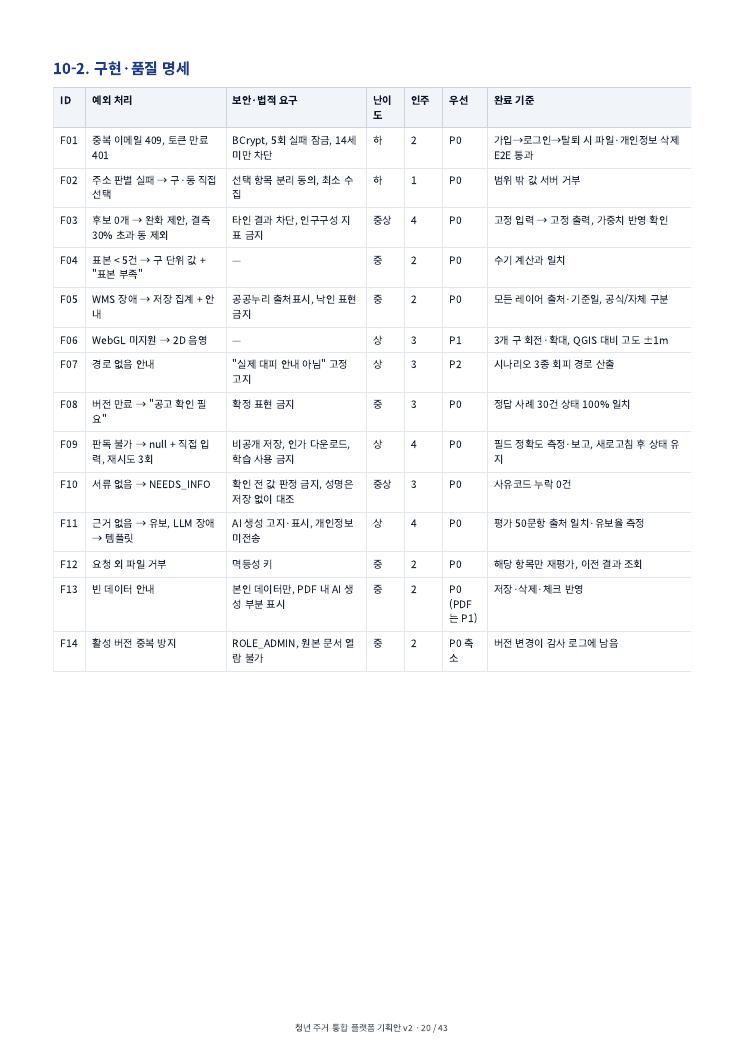 10-2. 구현·품질 명세
ID 예외 처리 보안·법적 요구 난이도 인주 우선 완료 기준
F01 중복 이메일 409, 토큰 만료 401 BCrypt, 5회 실패 잠금, 14세 미만 차단 하 2 P0 가입→로그인→탈퇴 시 파일·개인정보 삭제 E2E 통과
F02 주소 판별 실패 → 구·동 직접 선택 선택 항목 분리 동의, 최소 수집 하 1 P0 범위 밖 값 서버 거부
F03 후보 0개 → 완화 제안, 결측 30% 초과 동 제외 타인 결과 차단, 인구구성 지표 금지 중상 4 P0 고정 입력 → 고정 출력, 가중치 반영 확인
F04 표본 < 5건 → 구 단위 값 + "표본 부족" — 중 2 P0 수기 계산과 일치
F05 WMS 장애 → 저장 집계 + 안내 공공누리 출처표시, 낙인 표현 금지 중 2 P0 모든 레이어 출처·기준일, 공식/자체 구분
F06 WebGL 미지원 → 2D 음영 — 상 3 P1 3개 구 회전·확대, QGIS 대비 고도 ±1m
F07 경로 없음 안내 "실제 대피 안내 아님" 고정 고지 상 3 P2 시나리오 3종 회피 경로 산출
F08 버전 만료 → "공고 확인 필요" 확정 표현 금지 중 3 P0 정답 사례 30건 상태 100% 일치
F09 판독 불가 → null + 직접 입력, 재시도 3회 비공개 저장, 인가 다운로드, 학습 사용 금지 상 4 P0 필드 정확도 측정·보고, 새로고침 후 상태 유지
F10 서류 없음 → NEEDS_INFO 확인 전 값 판정 금지, 성명은 저장 없이 대조 중상 3 P0 사유코드 누락 0건
F11 근거 없음 → 유보, LLM 장애 → 템플릿 AI 생성 고지·표시, 개인정보 미전송 상 4 P0 평가 50문항 출처 일치·유보율 측정
F12 요청 외 파일 거부 멱등성 키 중 2 P0 해당 항목만 재평가, 이전 결과 조회
F13 빈 데이터 안내 본인 데이터만, PDF 내 AI 생성 부분 표시 중 2 P0 (PDF는 P1) 저장·삭제·체크 반영
F14 활성 버전 중복 방지 ROLE_ADMIN, 원본 문서 열람 불가 중 2 P0 축소 버전 변경이 감사 로그에 남음
청년 주거 통합 플랫폼 기획안 v2 · 20 / 43